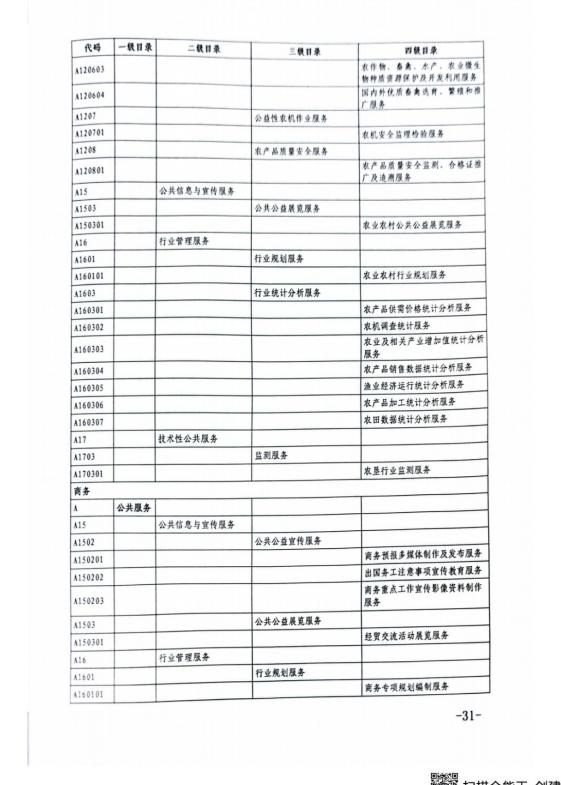 代码 一级目录 二级目录 三级目录 四级目录
A120603 农作物、畜禽、水产、农业微生
物种质资源保护及开发利用服务
A120604 国内外优质畜禽选育、繁殖和推
广服务
A1207 公益性农机作业服务
A120701 农机安全监理检验服务
A1208 农产品质量安全服务
A120801 农产品质量安全监测、合格证推
广及追溯服务
A15 公共信息与宣传服务
A1503 公共公益展览服务
A150301 农业农村公共公益展览服务
A16 行业管理服务
A1601 行业规划服务
A160101 农业农村行业规划服务
A1603 行业统计分析服务
A160301 农产品供需价格统计分析服务
A160302 农机调查统计服务
A160303 农业及相关产业增加值统计分析
服务
A160304 农产品销售数据统计分析服务
A160305 渔业经济运行统计分析服务
A160306 农产品加工统计分析服务
A160307 农田数据统计分析服务
A17 技术性公共服务
A1703 监测服务
A170301 农垦行业监测服务
商务
A 公共服务
A15 公共信息与宣传服务
A1502 公共公益宣传服务
A150201 商务预报多媒体制作及发布服务
A150202 出国务工注意事项宣传教育服务
A150203 商务重点工作宣传影像资料制作
服务
A1503 公共公益展览服务
A150301 经贸交流活动展览服务
A16 行业管理服务
A1601 行业规划服务
A160101 商务专项规划编制服务
-31-
扫描全能王 创建